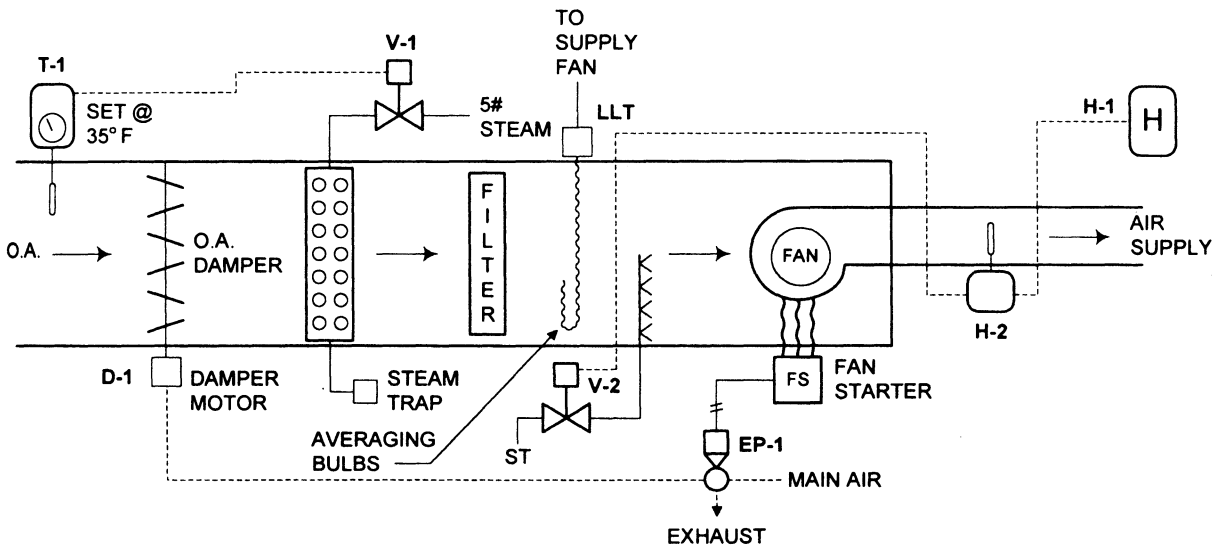 TO
SUPPLY
FAN
V-1
T-1
SET @
35° F
5#
STEAM
LLT
H-1
H
O.A.
O.A.
DAMPER
FILTER
FAN
AIR
SUPPLY
H-2
D-1
DAMPER
MOTOR
STEAM
TRAP
V-2
FS
FAN
STARTER
AVERAGING
BULBS
ST
EP-1
MAIN AIR
EXHAUST